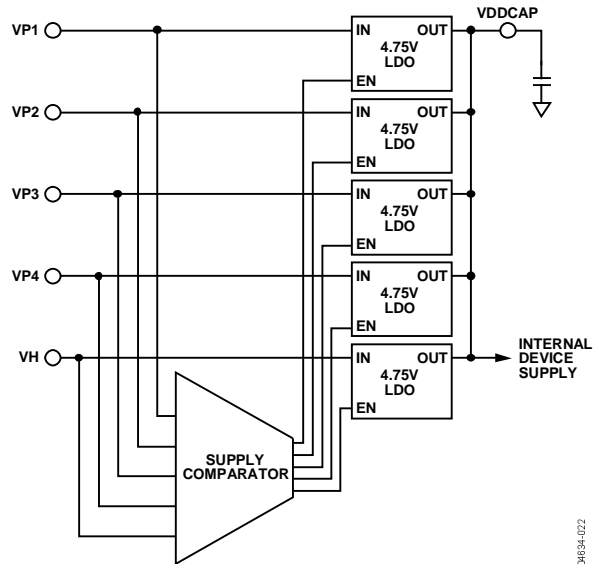 VDDCAP
VP1
IN OUT
4.75V
LDO
EN
VP2
IN OUT
4.75V
LDO
EN
VP3
IN OUT
4.75V
LDO
EN
VP4
IN OUT
4.75V
LDO
EN
VH
IN OUT
4.75V
LDO
EN
INTERNAL
DEVICE
SUPPLY
SUPPLY
COMPARATOR
04634-022